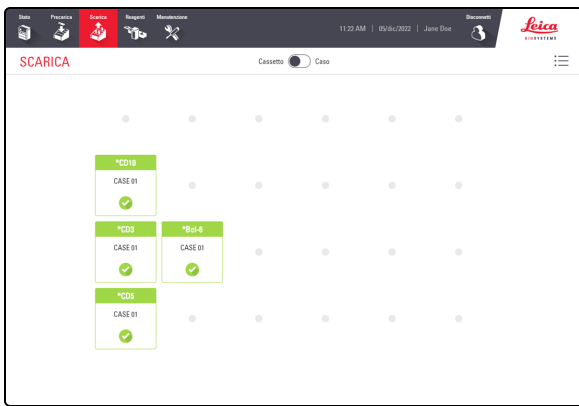 Stato Precarica Scarica Reagenti Manutenzione
11:22 AM | 05/dic/2022 | Jane Doe
Disconnetti
Leica
BIOSYSTEMS
SCARICA
Cassetto Caso
*CD10
CASE 01
*CD3 *Bcl-6
CASE 01 CASE 01
*CD5
CASE 01